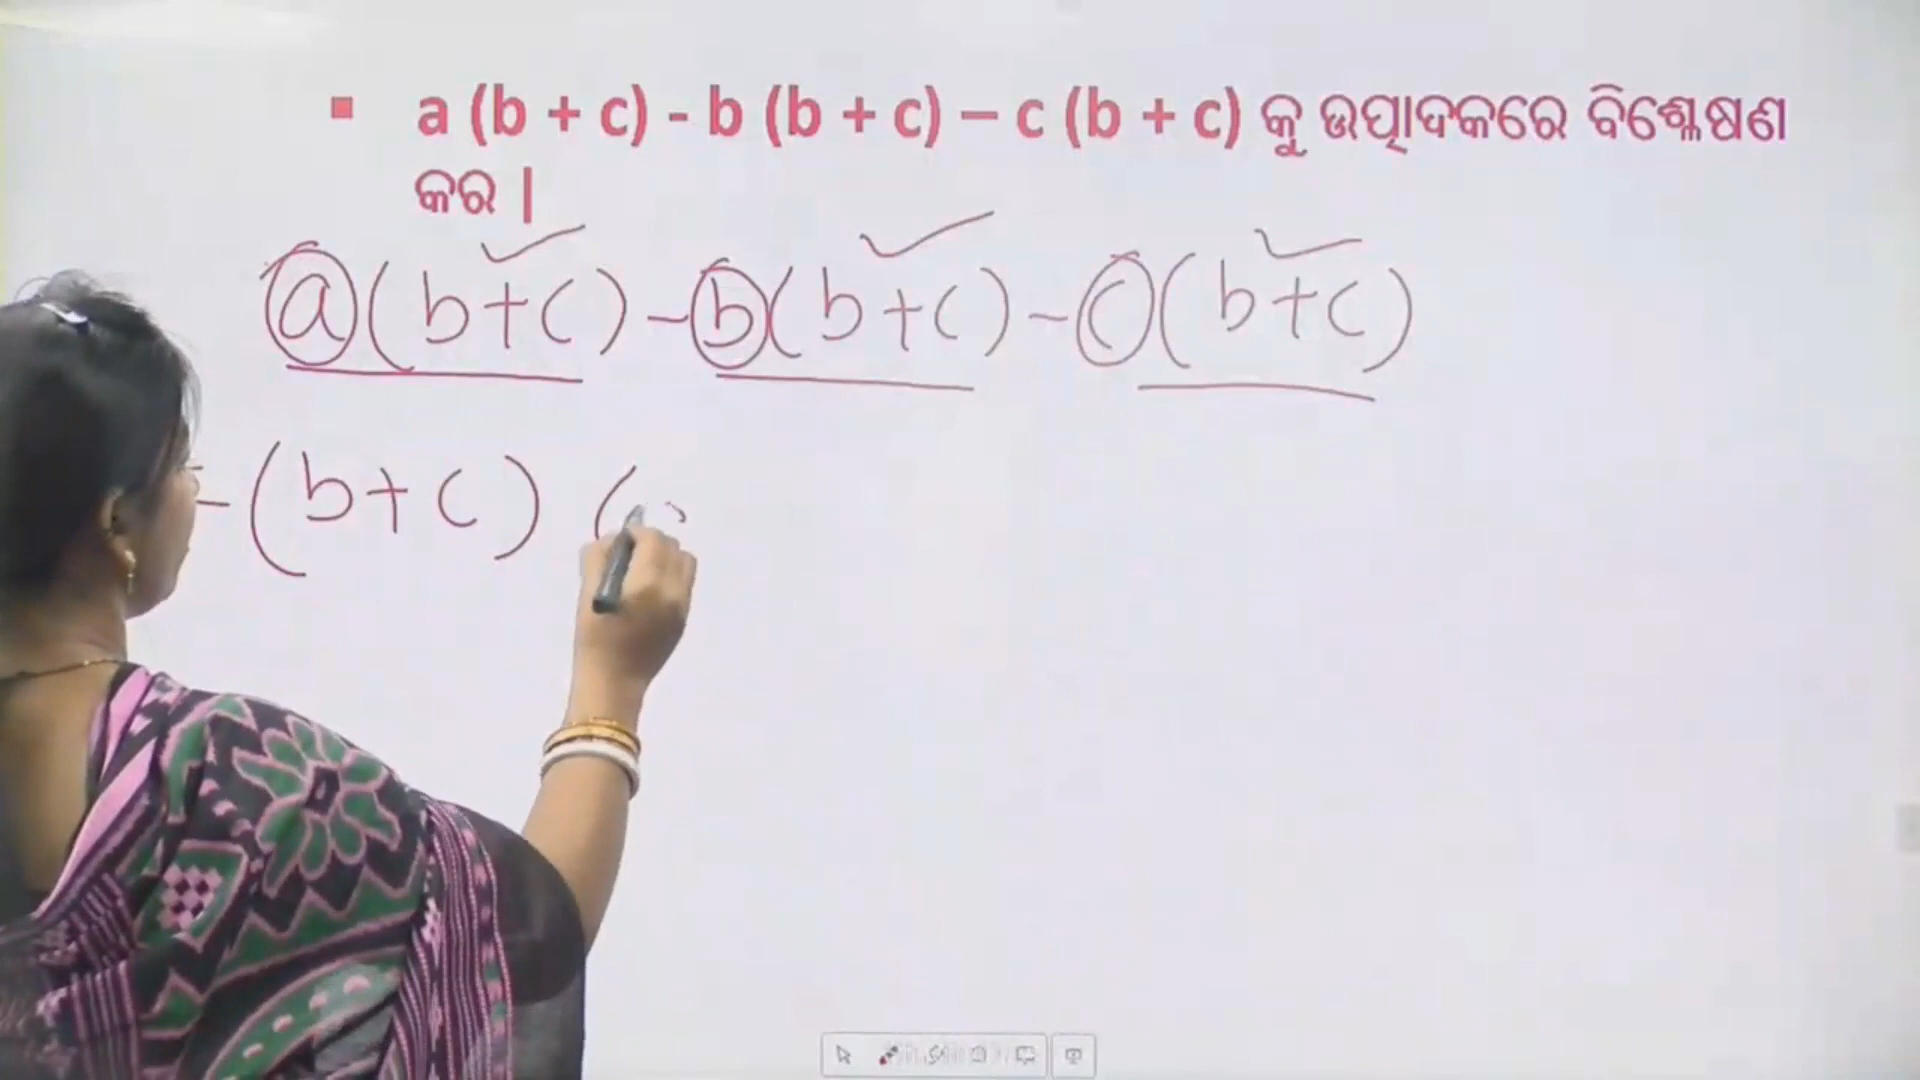 ▪ a (b + c) - b (b + c) – c (b + c) କୁ ଉତ୍ପାଦକରେ ବିଶ୍ଳେଷଣ
କର |
a(b+c) -b(b+c) -c(b+c)
= (b+c) (